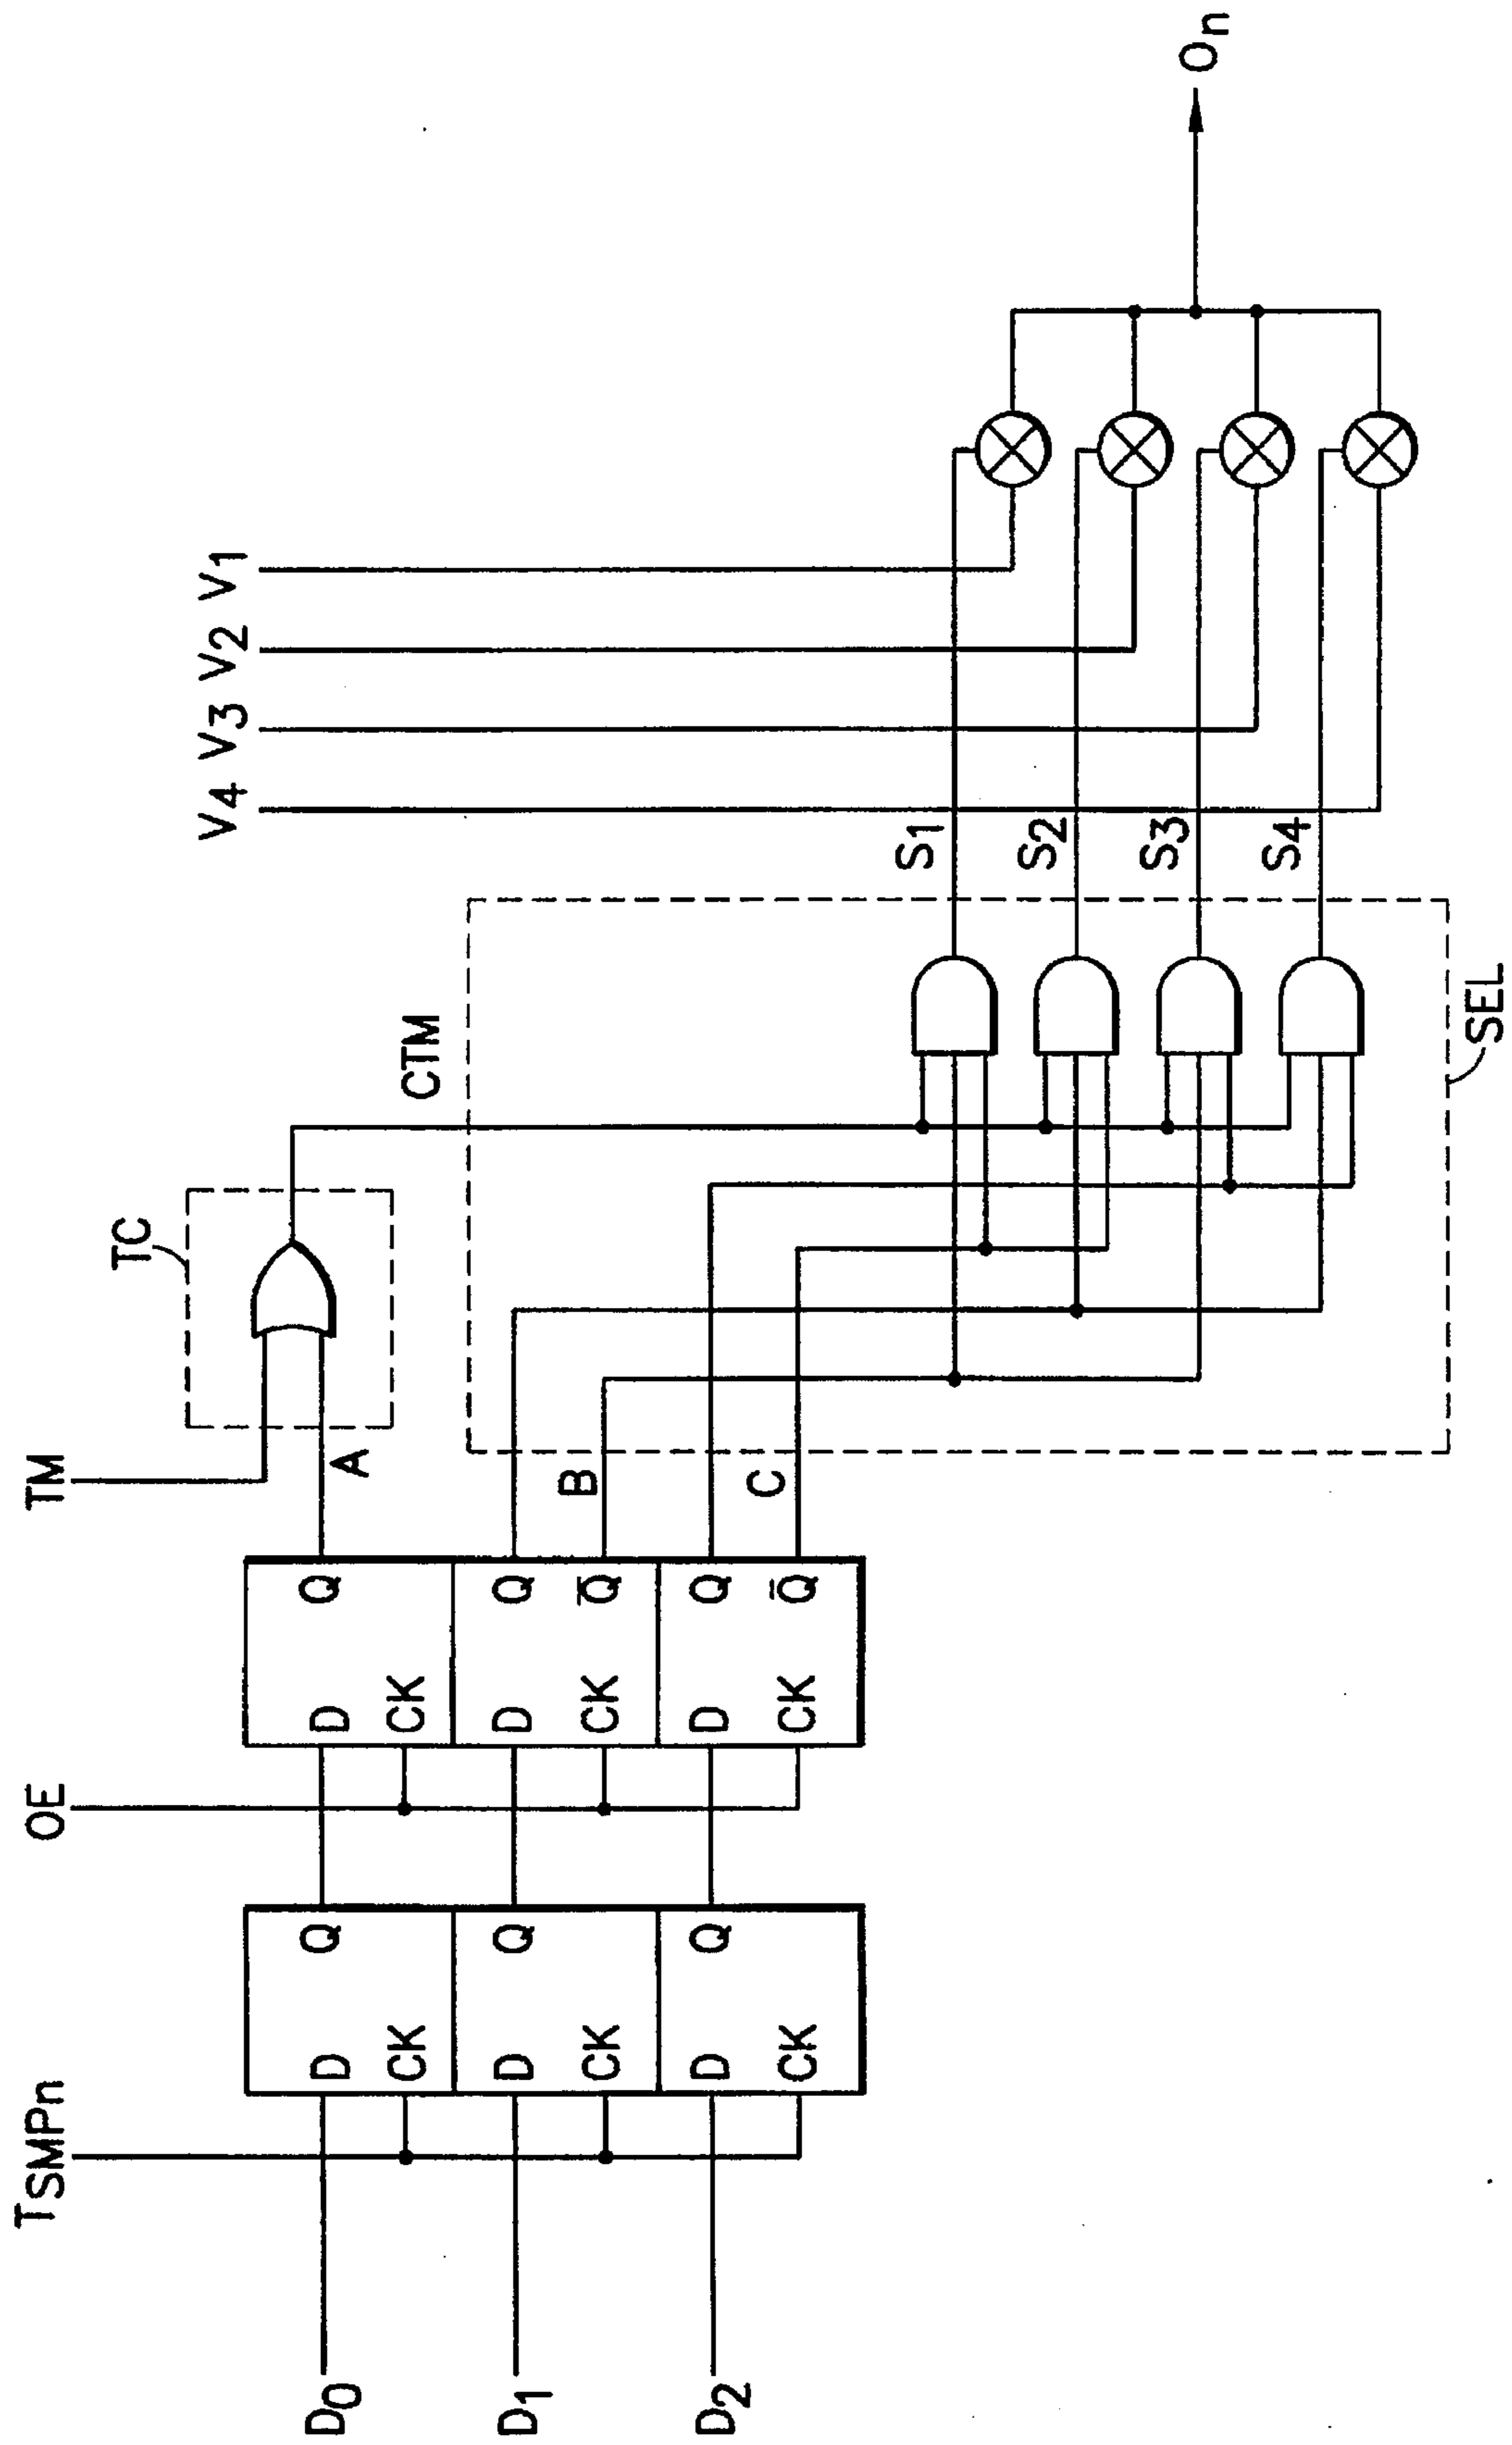 TSMPn
OE
TM
TC
V4
V3
V2
V1
D0
D
Q
D
Q
A
CK
CK
CTM
D1
D
Q
D
Q
CK
CK
Q̅
B
D2
D
Q
D
Q
C
CK
CK
Q̅
S1
S2
S3
S4
On
SEL